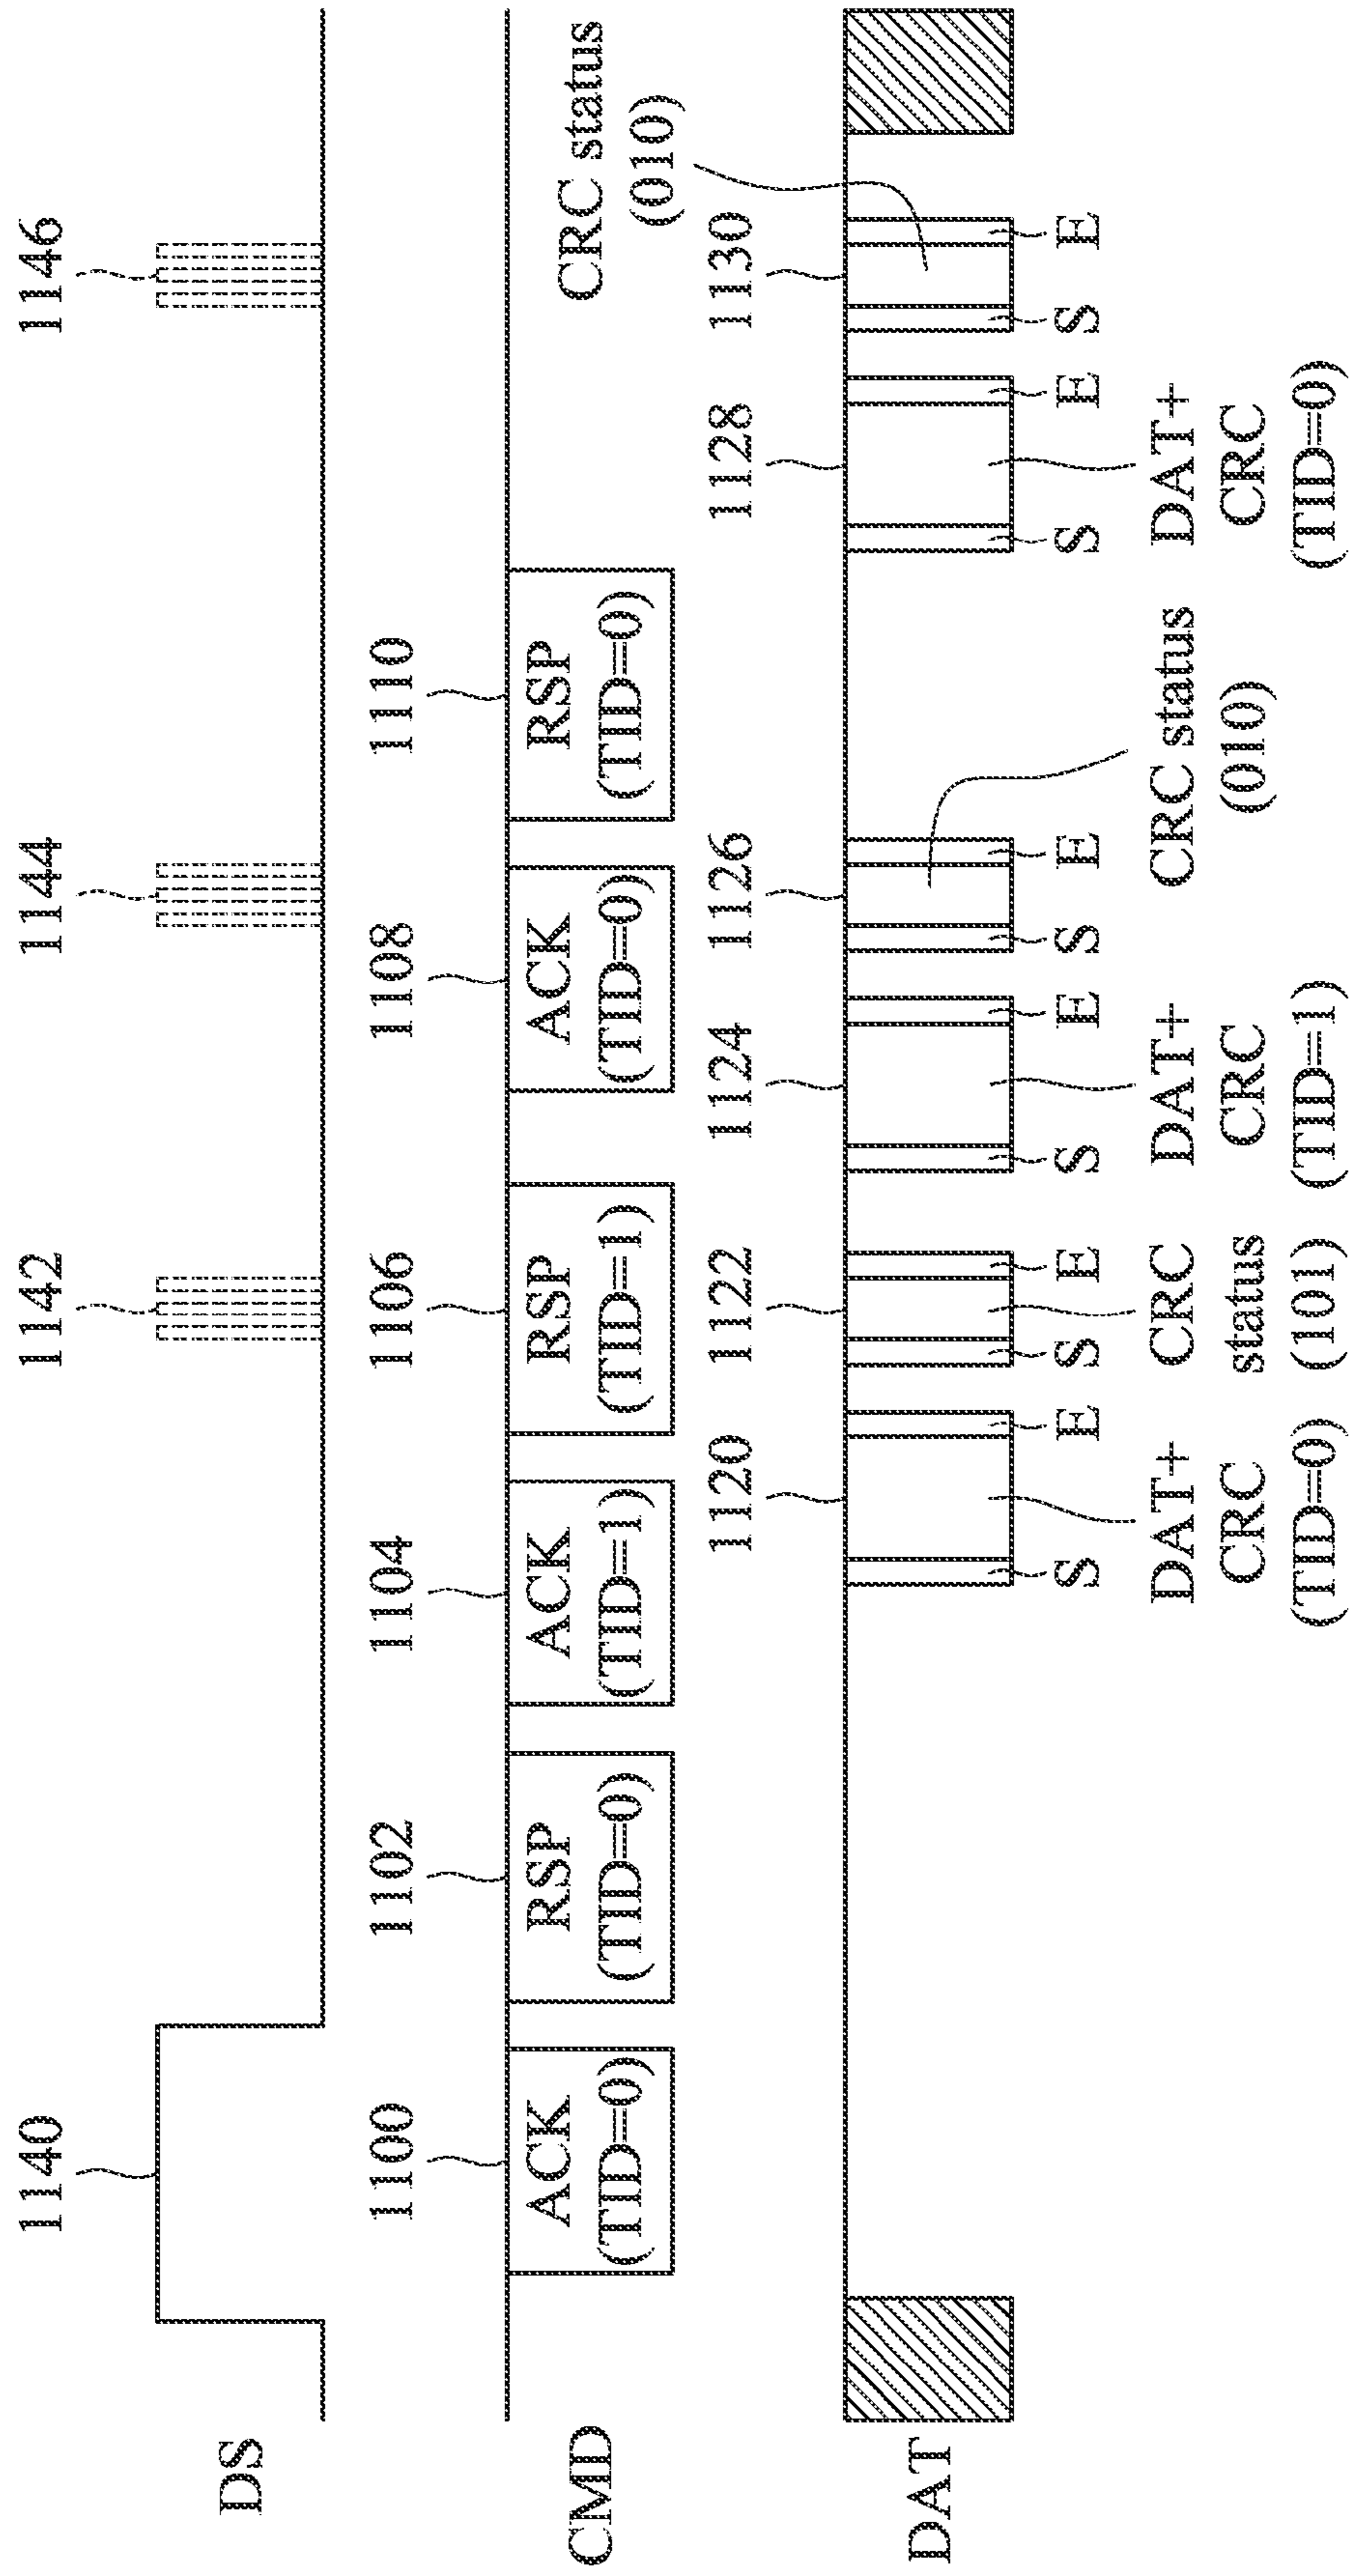 1140
1142
1144
1146
DS
1100
1102
1104
1106
1108
1110
CMD
ACK
(TID=0)
RSP
(TID=0)
ACK
(TID=1)
RSP
(TID=1)
ACK
(TID=0)
RSP
(TID=0)
CRC status
(010)
1120
1122
1124
1126
1128
1130
DAT
S
E
S
E
S
E
S
E
S
E
S
E
DAT+
CRC
(TID=0)
CRC
status
(101)
DAT+
CRC
(TID=1)
CRC status
(010)
DAT+
CRC
(TID=0)